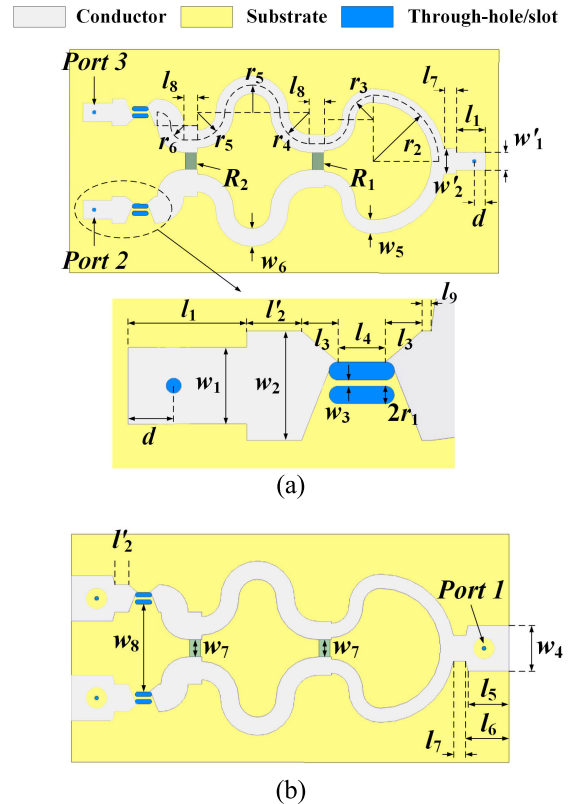 Conductor Substrate Through-hole/slot
Port 3
l8 r5 l8 r3 l7 l1
r6 r5 r4 r2 w'1
R2 R1 w'2 d
Port 2 w6 w5
l1 l'2 l3 l4 l3 l9
w1 w2 w3 2r1
d
(a)
l'2 Port 1
w8 w7 w7 w4
l5
l7 l6
(b)